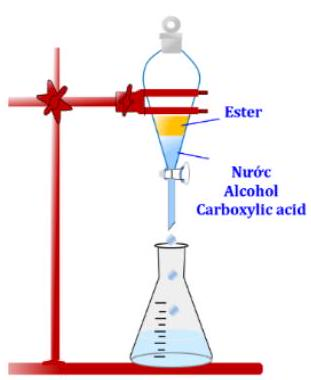 Ester
Nước
Alcohol
Carboxylic acid